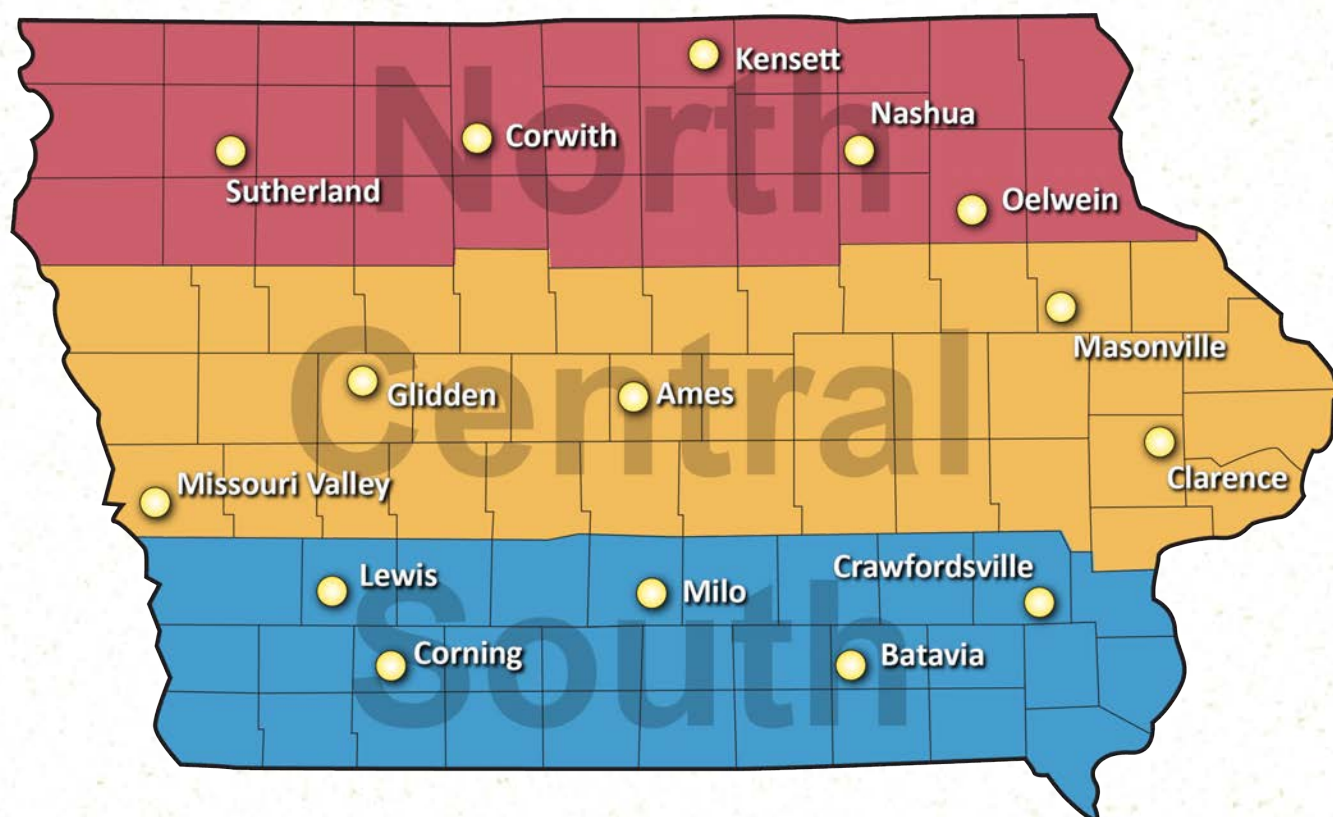 North
Kensett
Corwith
Nashua
Sutherland
Oelwein
Central
Masonville
Glidden
Ames
Clarence
Missouri Valley
South
Lewis
Milo
Crawfordsville
Corning
Batavia